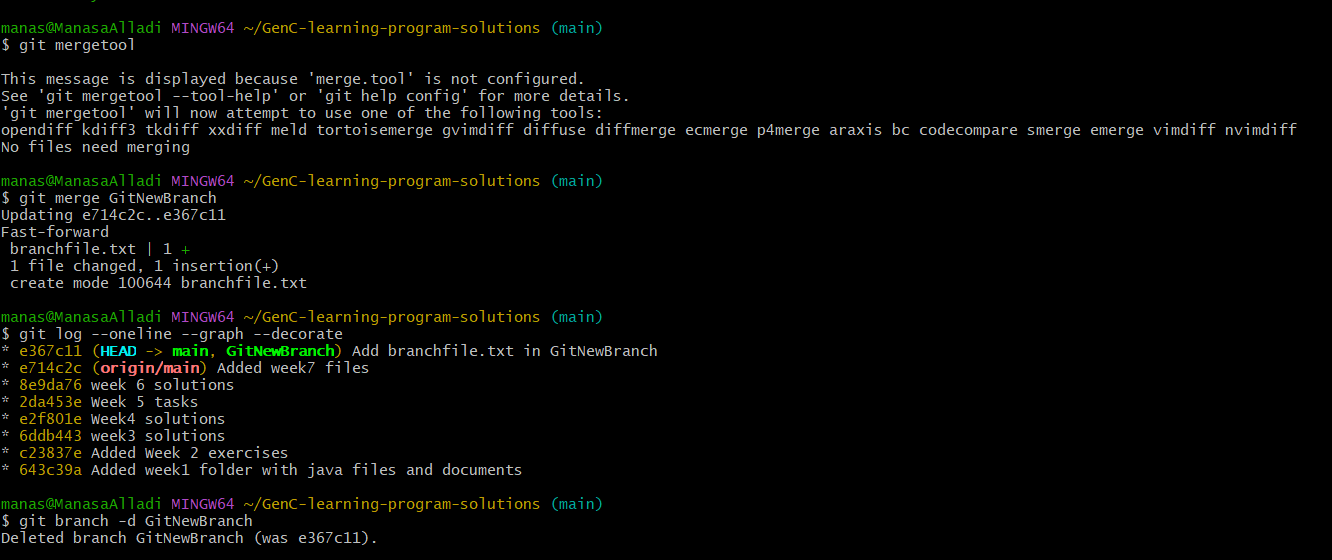 manas@ManasaAlladi MINGW64 ~/GenC-learning-program-solutions (main)
$ git mergetool
This message is displayed because 'merge.tool' is not configured.
See 'git mergetool --tool-help' or 'git help config' for more details.
'git mergetool' will now attempt to use one of the following tools:
opendiff kdiff3 tkdiff xxdiff meld tortoisemerge gvimdiff diffuse diffmerge ecmerge p4merge araxis bc codecompare smerge emerge vimdiff nvimdiff
No files need merging
manas@ManasaAlladi MINGW64 ~/GenC-learning-program-solutions (main)
$ git merge GitNewBranch
Updating e714c2c..e367c11
Fast-forward
 branchfile.txt | 1 +
 1 file changed, 1 insertion(+)
 create mode 100644 branchfile.txt
manas@ManasaAlladi MINGW64 ~/GenC-learning-program-solutions (main)
$ git log --oneline --graph --decorate
* e367c11 (HEAD -> main, GitNewBranch) Add branchfile.txt in GitNewBranch
* e714c2c (origin/main) Added week7 files
* 8e9da76 week 6 solutions
* 2da453e Week 5 tasks
* e2f801e Week4 solutions
* 6ddb443 week3 solutions
* c23837e Added Week 2 exercises
* 643c39a Added week1 folder with java files and documents
manas@ManasaAlladi MINGW64 ~/GenC-learning-program-solutions (main)
$ git branch -d GitNewBranch
Deleted branch GitNewBranch (was e367c11).